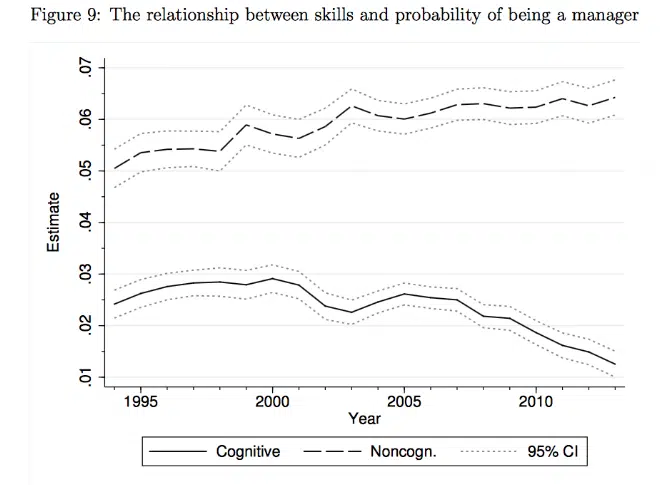 Figure 9: The relationship between skills and probability of being a manager
.07
.06
.05
.04
.03
.02
.01
Estimate
1995 2000 2005 2010
Year
Cognitive Noncogn. 95% CI